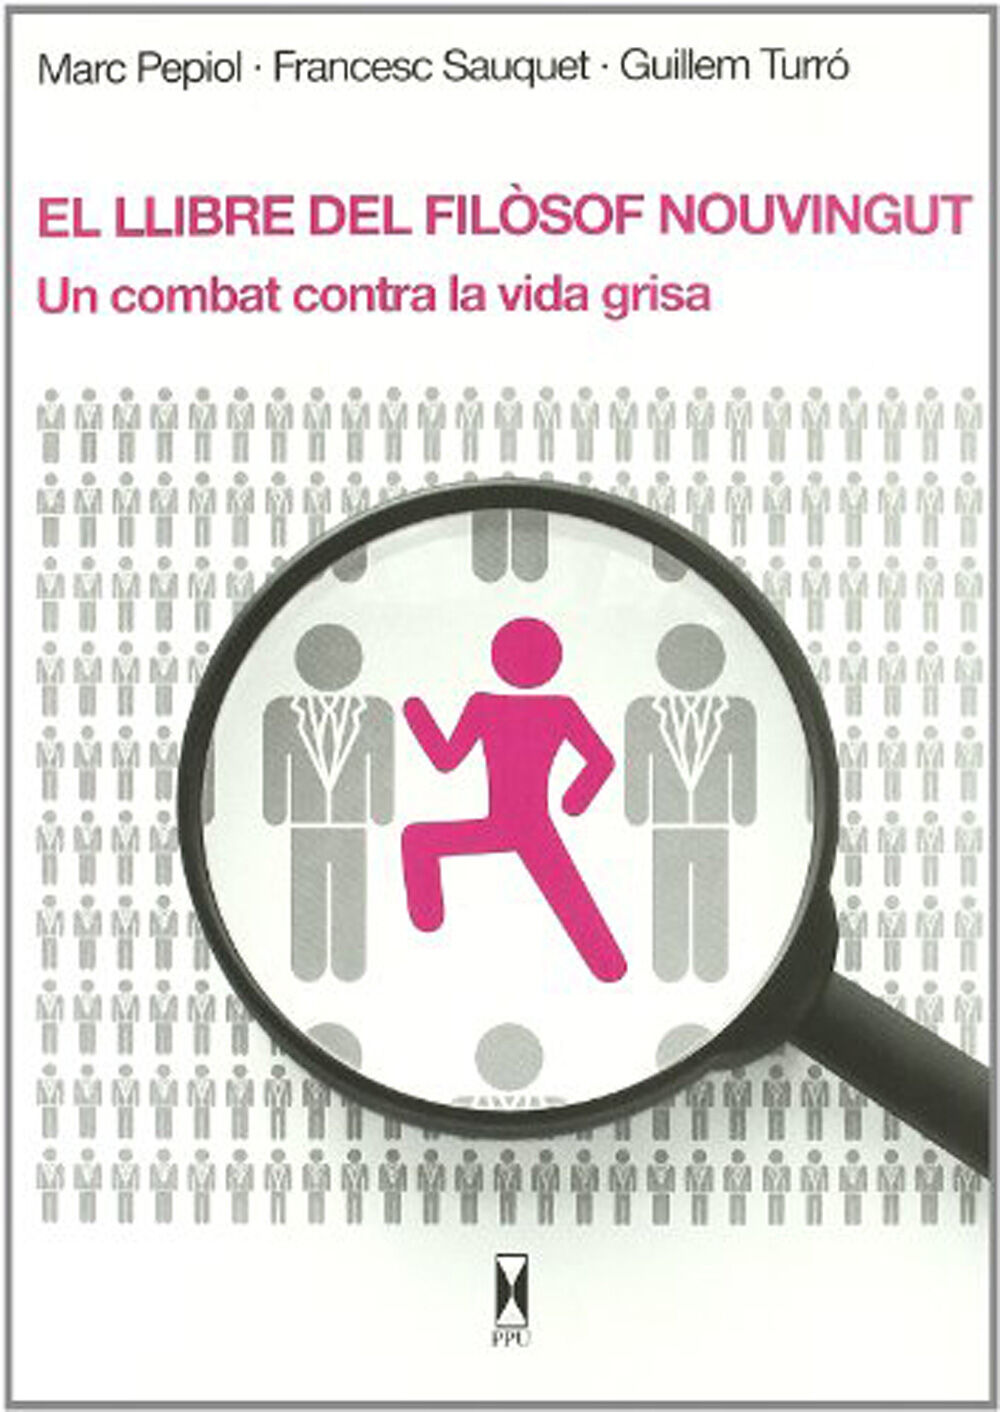 Marc Pepiol · Francesc Sauquet · Guillem Turró
EL LLIBRE DEL FILÒSOF NOUVINGUT
Un combat contra la vida grisa
PPU